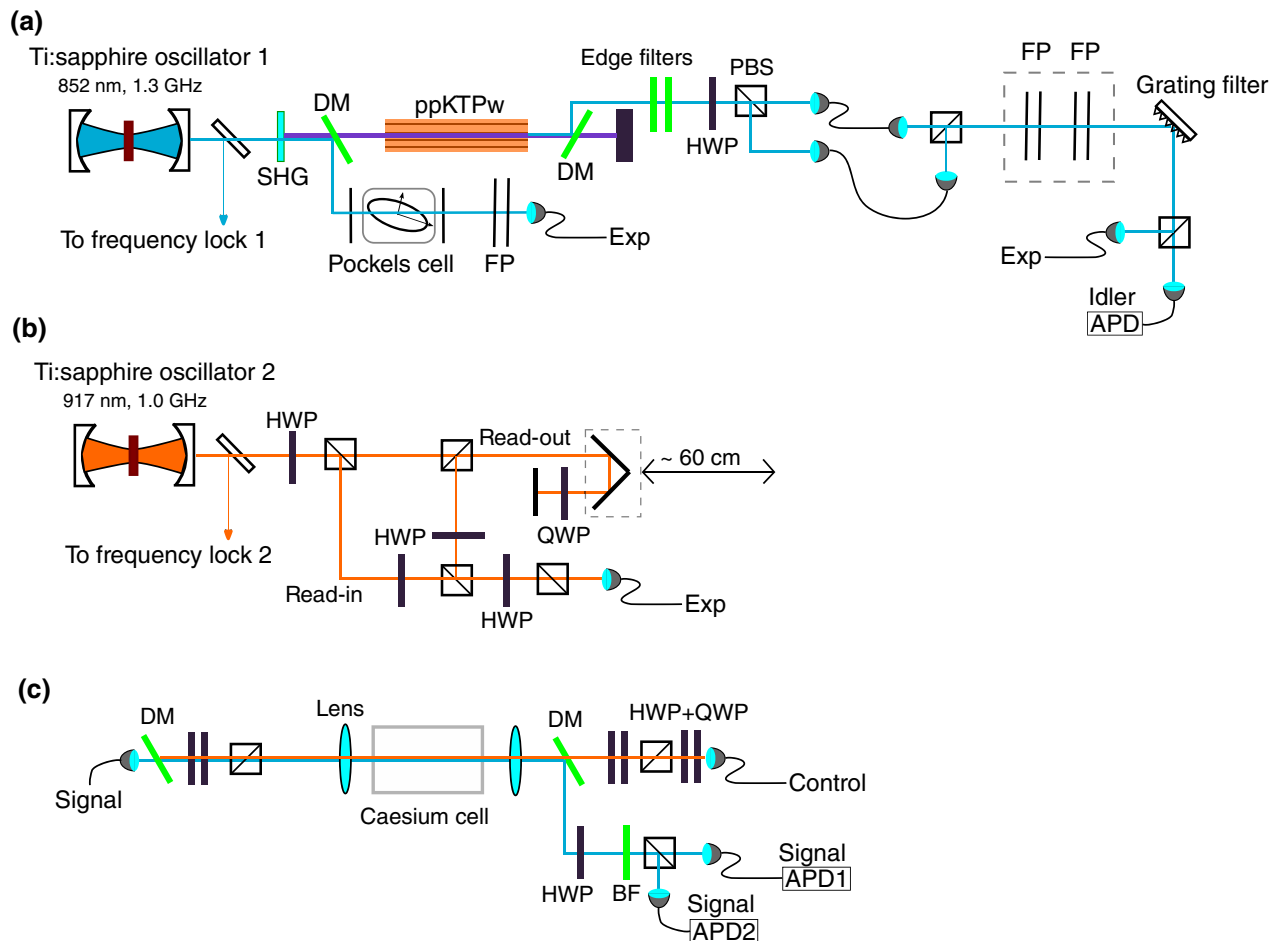 (a)
Ti:sapphire oscillator 1
852 nm, 1.3 GHz
DM
ppKTPw
Edge filters
PBS
FP FP
Grating filter
SHG
DM
HWP
To frequency lock 1
Pockels cell
FP
Exp
Exp
Idler
APD
(b)
Ti:sapphire oscillator 2
917 nm, 1.0 GHz
HWP
Read-out
~ 60 cm
QWP
HWP
To frequency lock 2
Read-in
HWP
Exp
(c)
DM
Lens
DM
HWP+QWP
Signal
Caesium cell
Control
HWP
BF
Signal
APD1
Signal
APD2